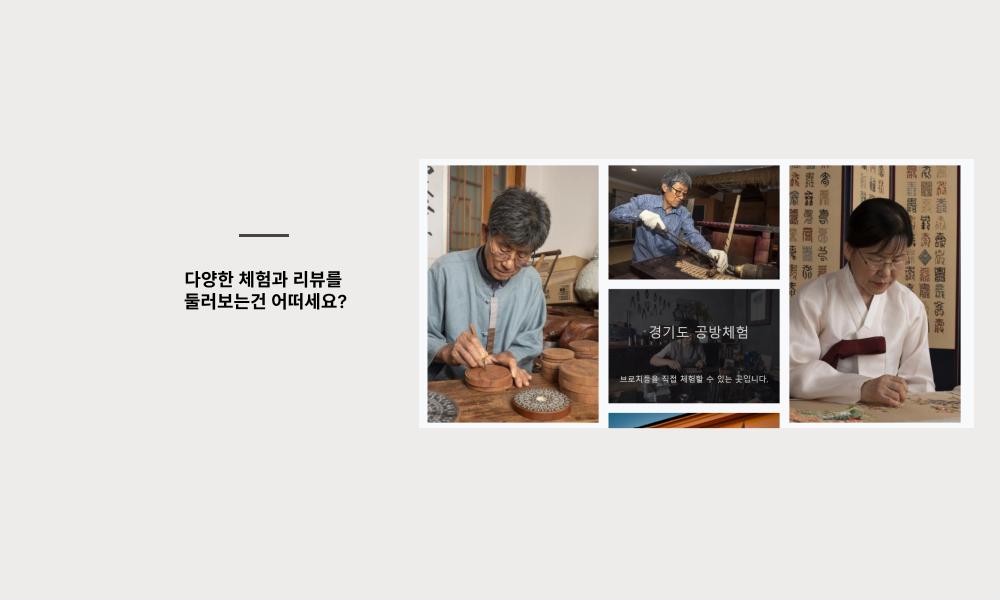 다양한 체험과 리뷰를
둘러보는건 어떠세요?
경기도 공방체험
브로치등을 직접 체험할 수 있는 곳입니다.